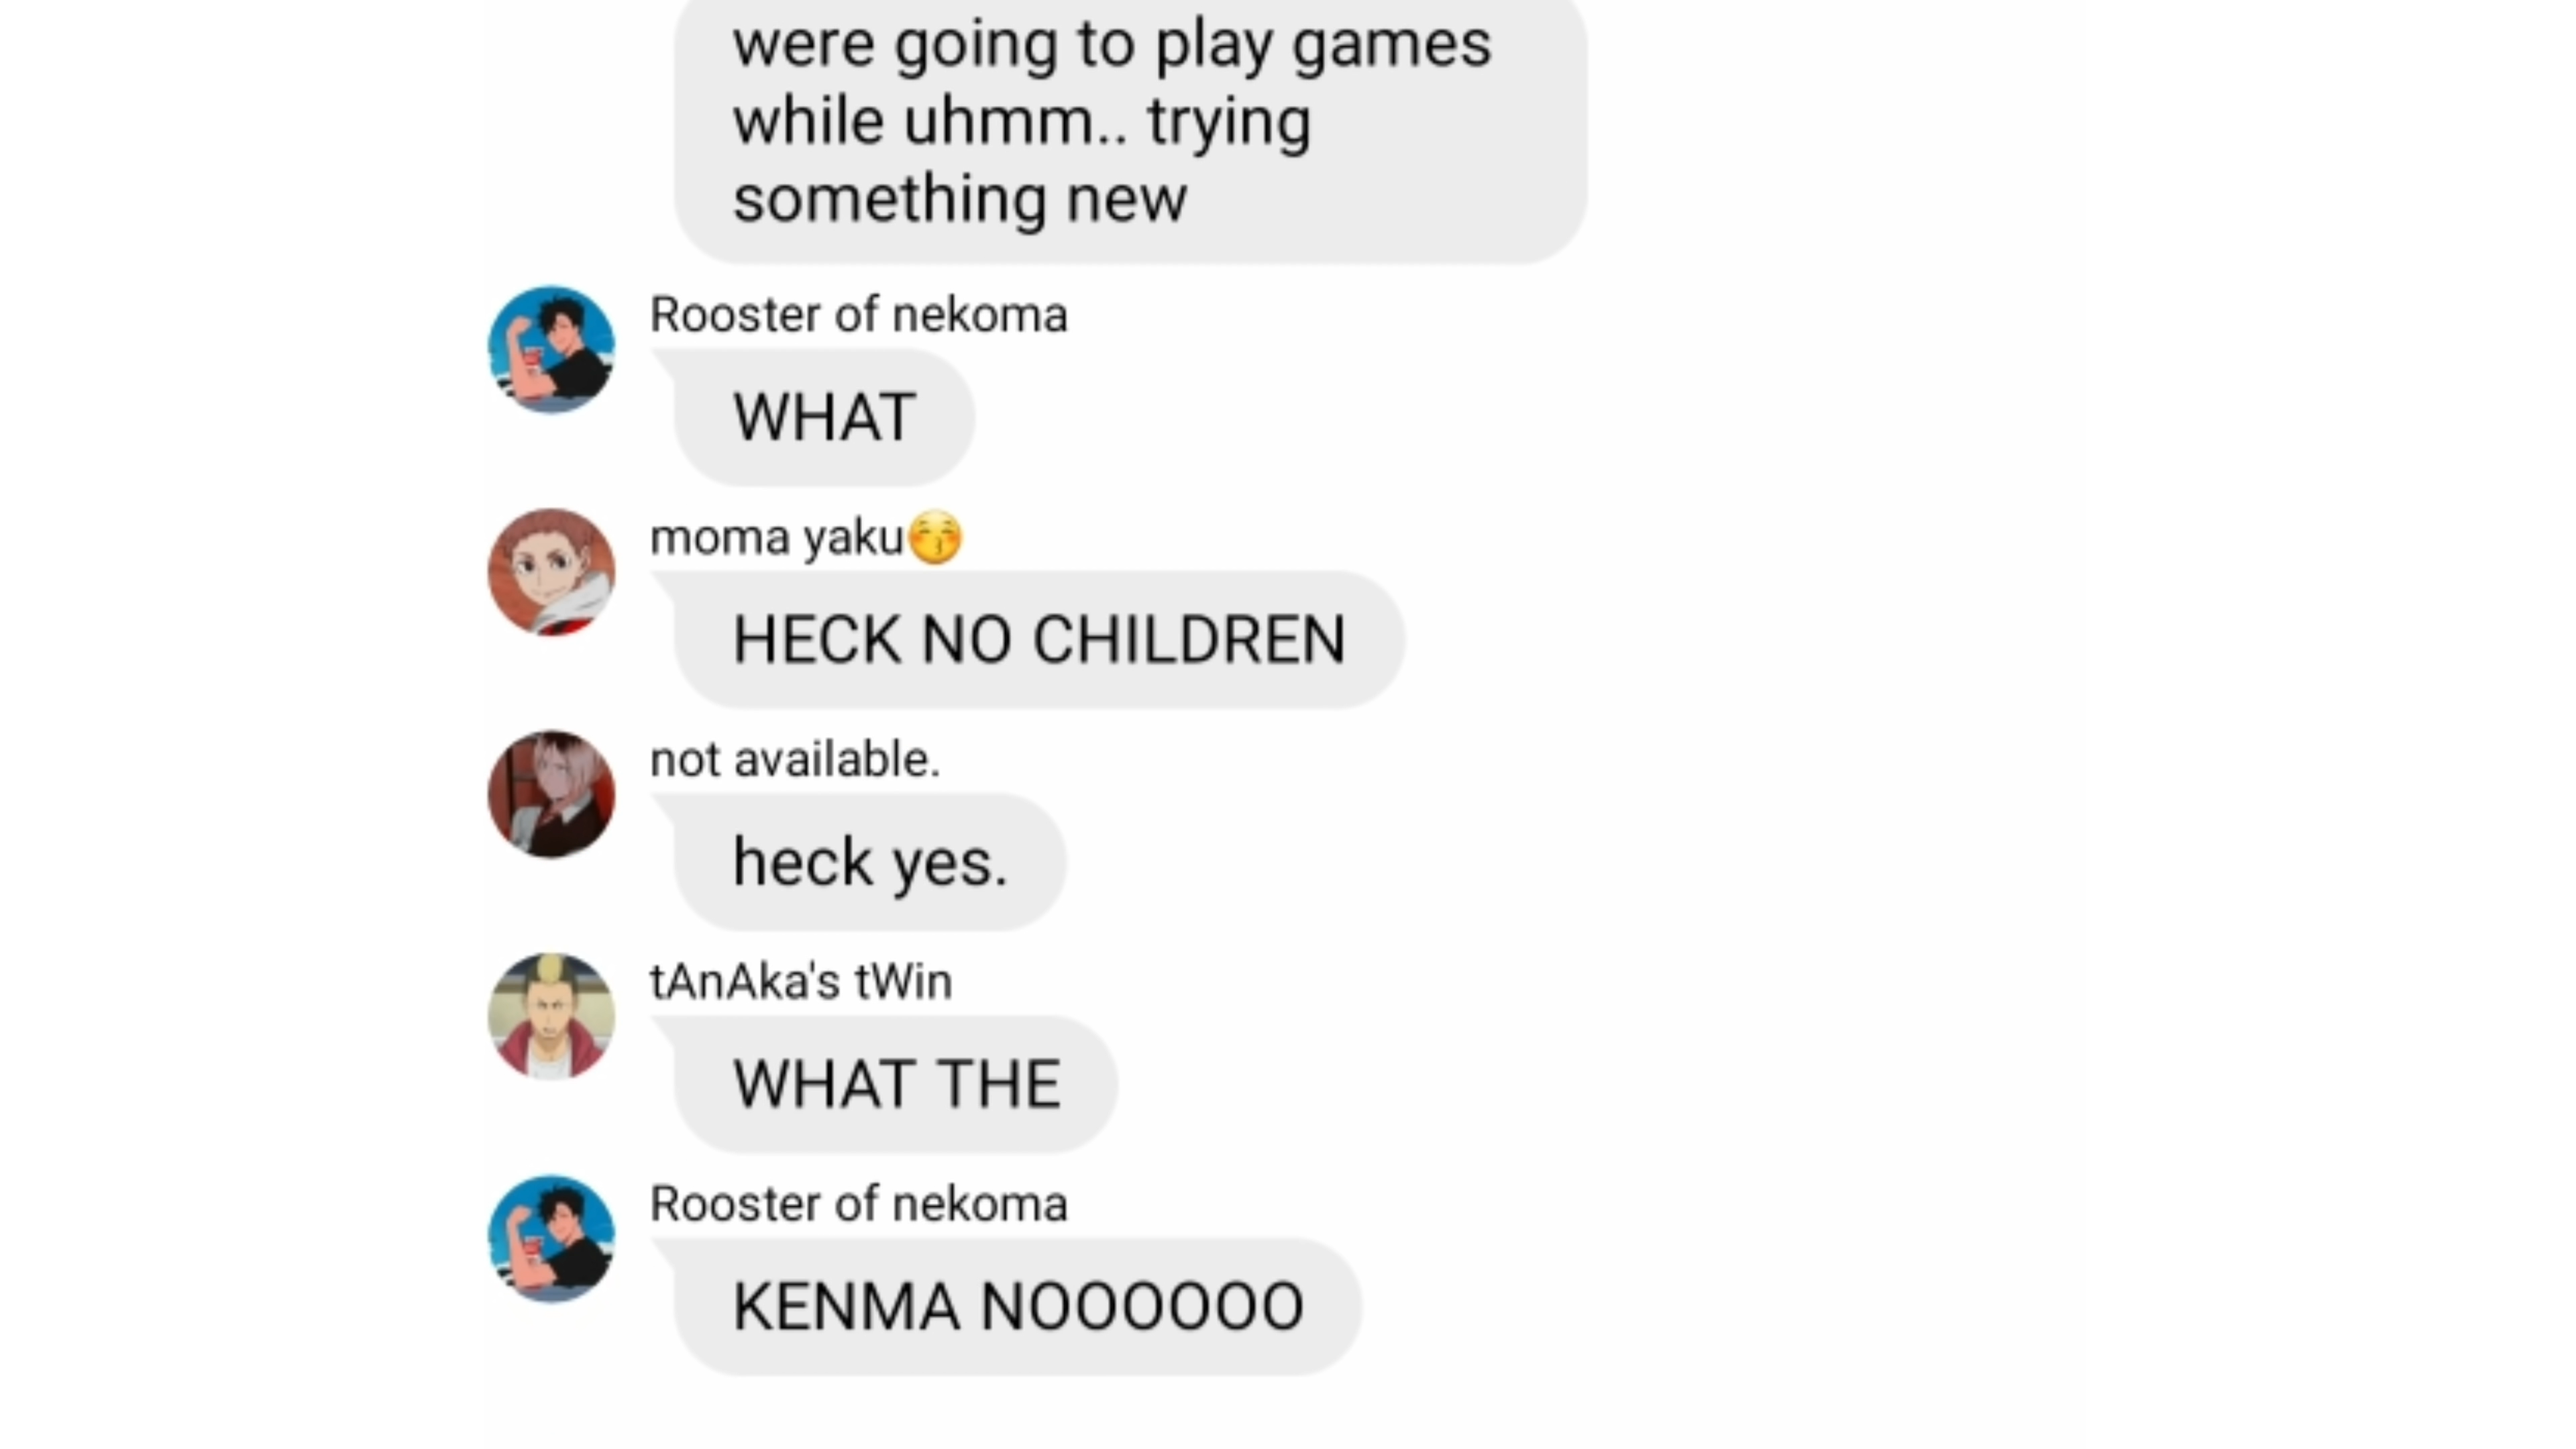 were going to play games
while uhmm.. trying
something new
Rooster of nekoma
WHAT
moma yaku😚
HECK NO CHILDREN
not available.
heck yes.
tAnAka's tWin
WHAT THE
Rooster of nekoma
KENMA NOOOOOO